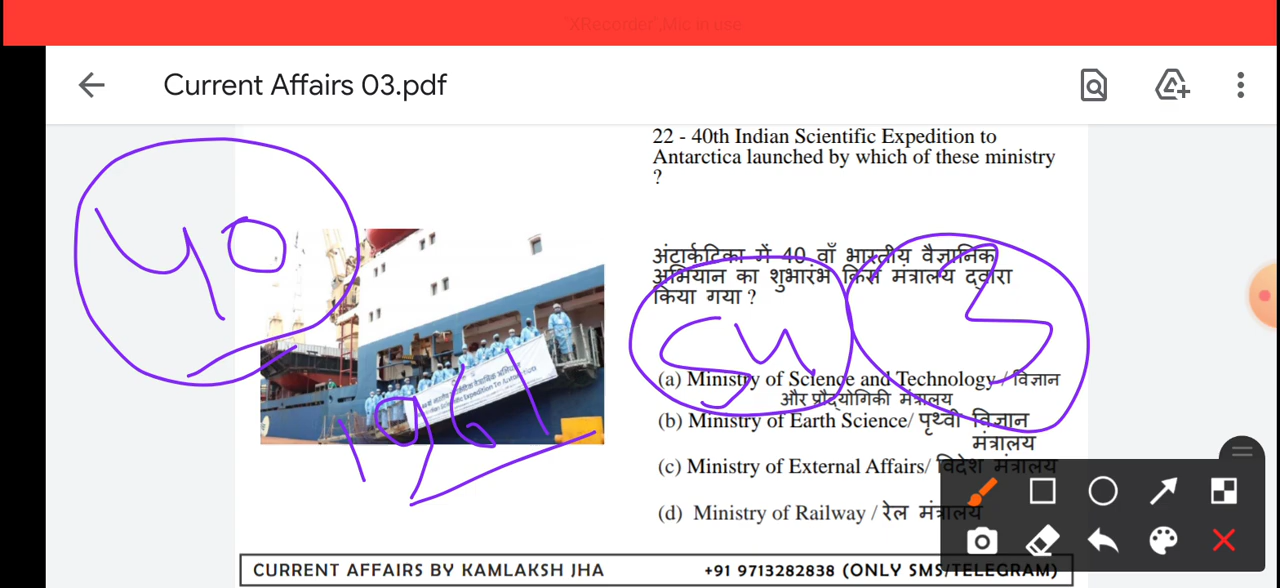 'XRecorder',Mic in use
Current Affairs 03.pdf
22 - 40th Indian Scientific Expedition to
Antarctica launched by which of these ministry
?
अंटार्कटिका में 40 वाँ भारतीय वैज्ञानिक
अभियान का शुभारंभ किस मंत्रालय द्वारा
किया गया ?
40
3
1981
(a) Ministry of Science and Technology / विज्ञान
और प्रौद्योगिकी मंत्रालय
(b) Ministry of Earth Science/ पृथ्वी विज्ञान
मंत्रालय
(c) Ministry of External Affairs/ विदेश मंत्रालय
(d) Ministry of Railway / रेल मंत्रालय
CURRENT AFFAIRS BY KAMLAKSH JHA
+91 9713282838 (ONLY SMS/TELEGRAM)